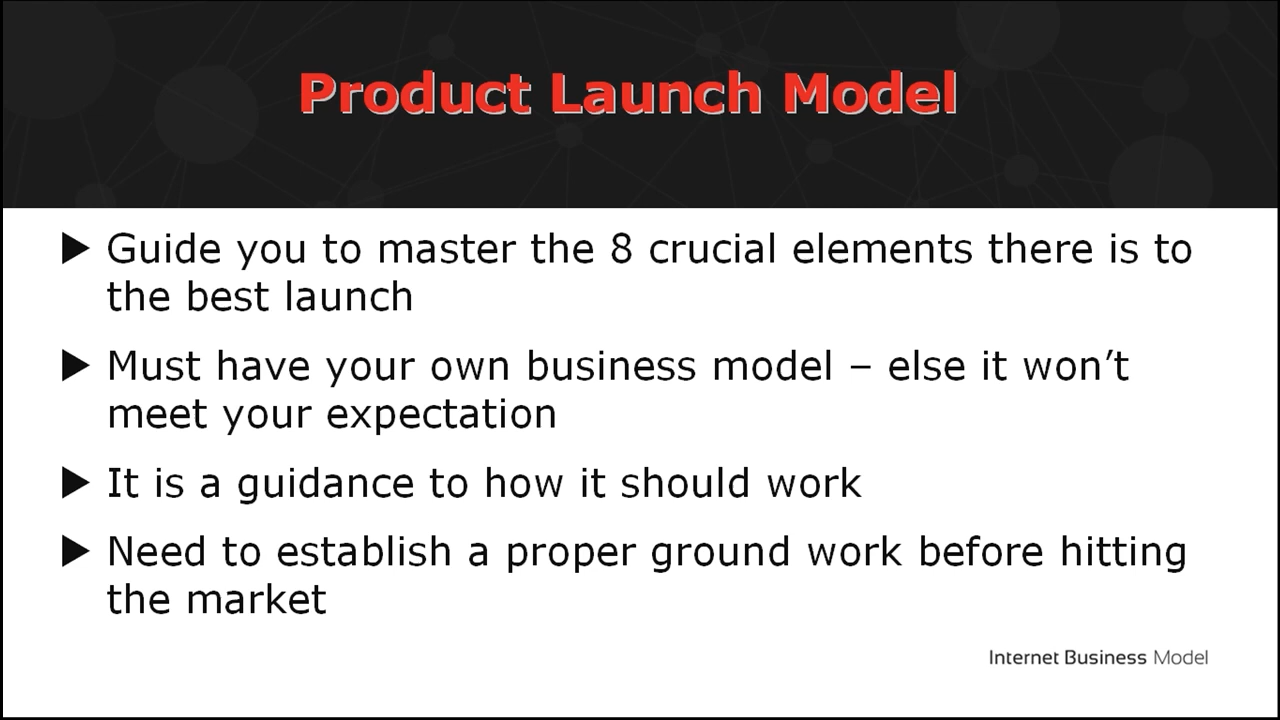 Product Launch Model
▶ Guide you to master the 8 crucial elements there is to
the best launch
▶ Must have your own business model – else it won’t
meet your expectation
▶ It is a guidance to how it should work
▶ Need to establish a proper ground work before hitting
the market
Internet Business Model